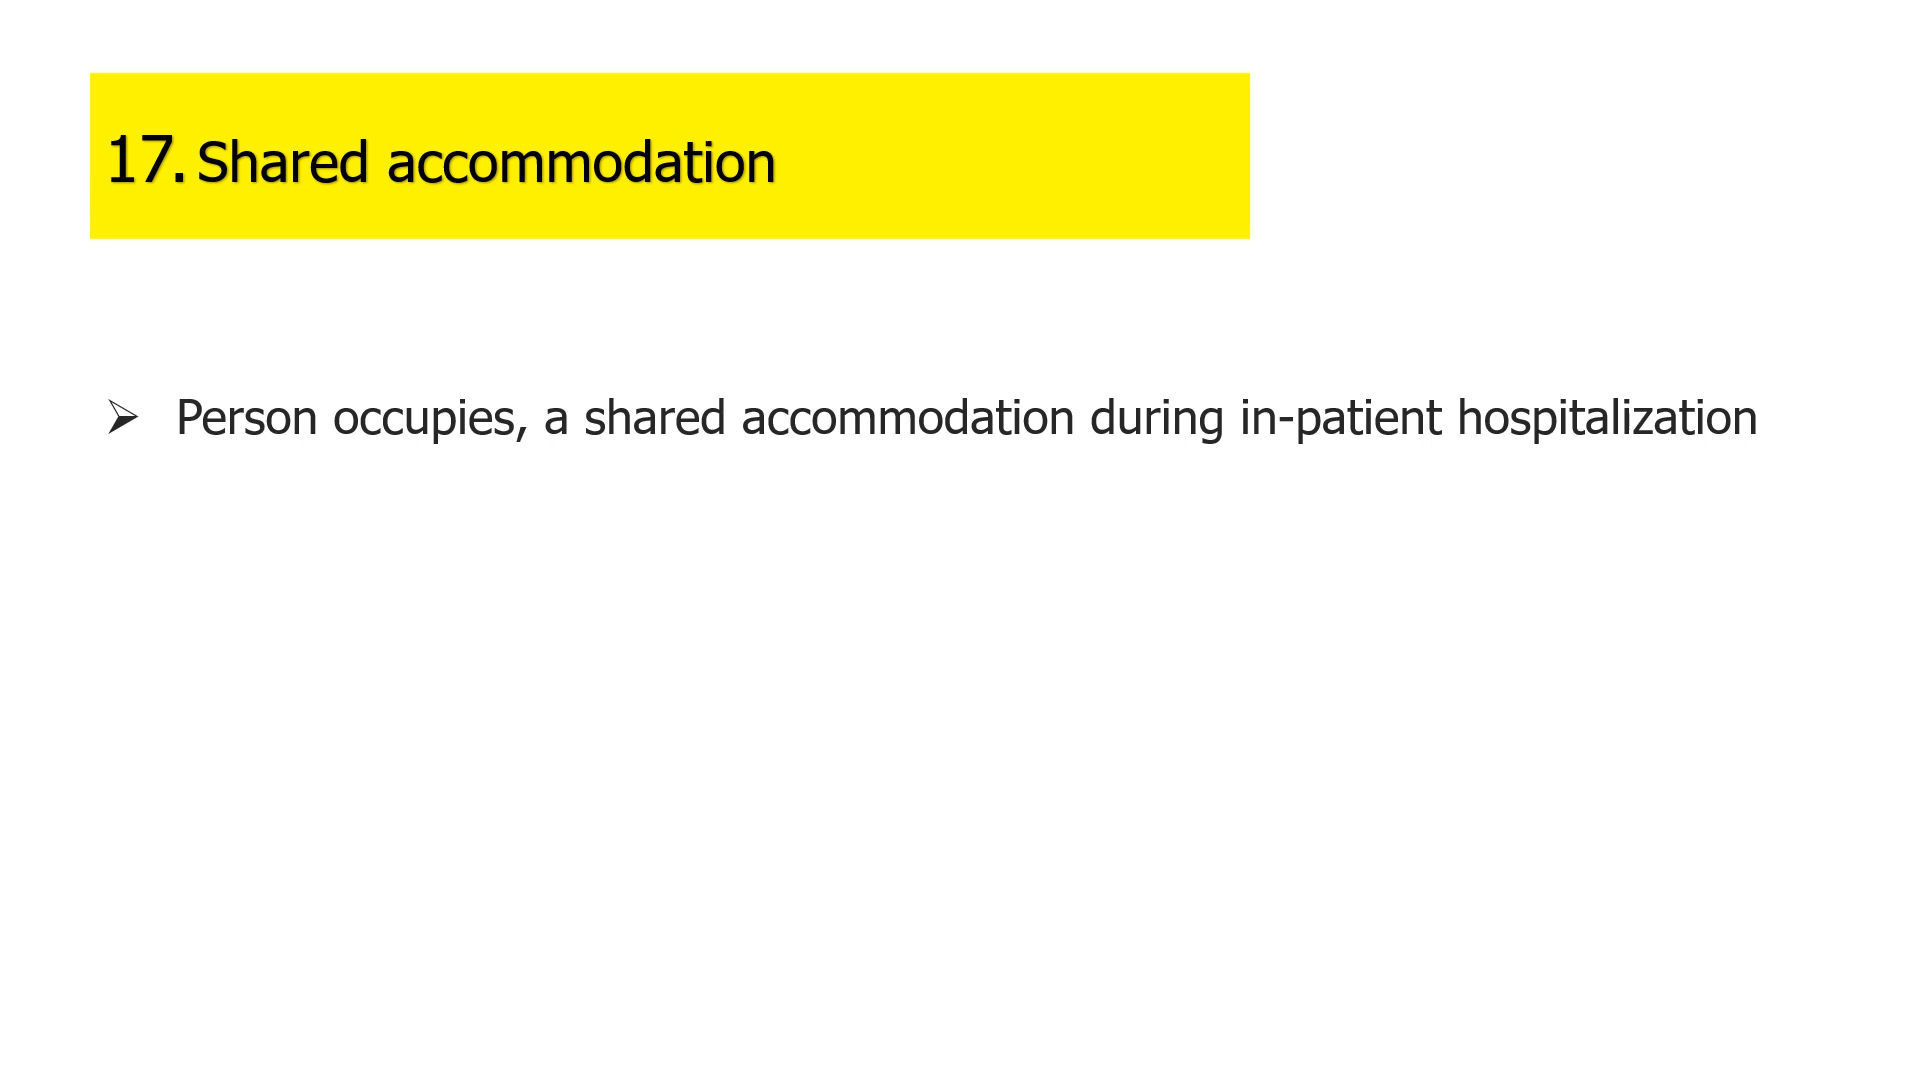 17. Shared accommodation
➢ Person occupies, a shared accommodation during in-patient hospitalization